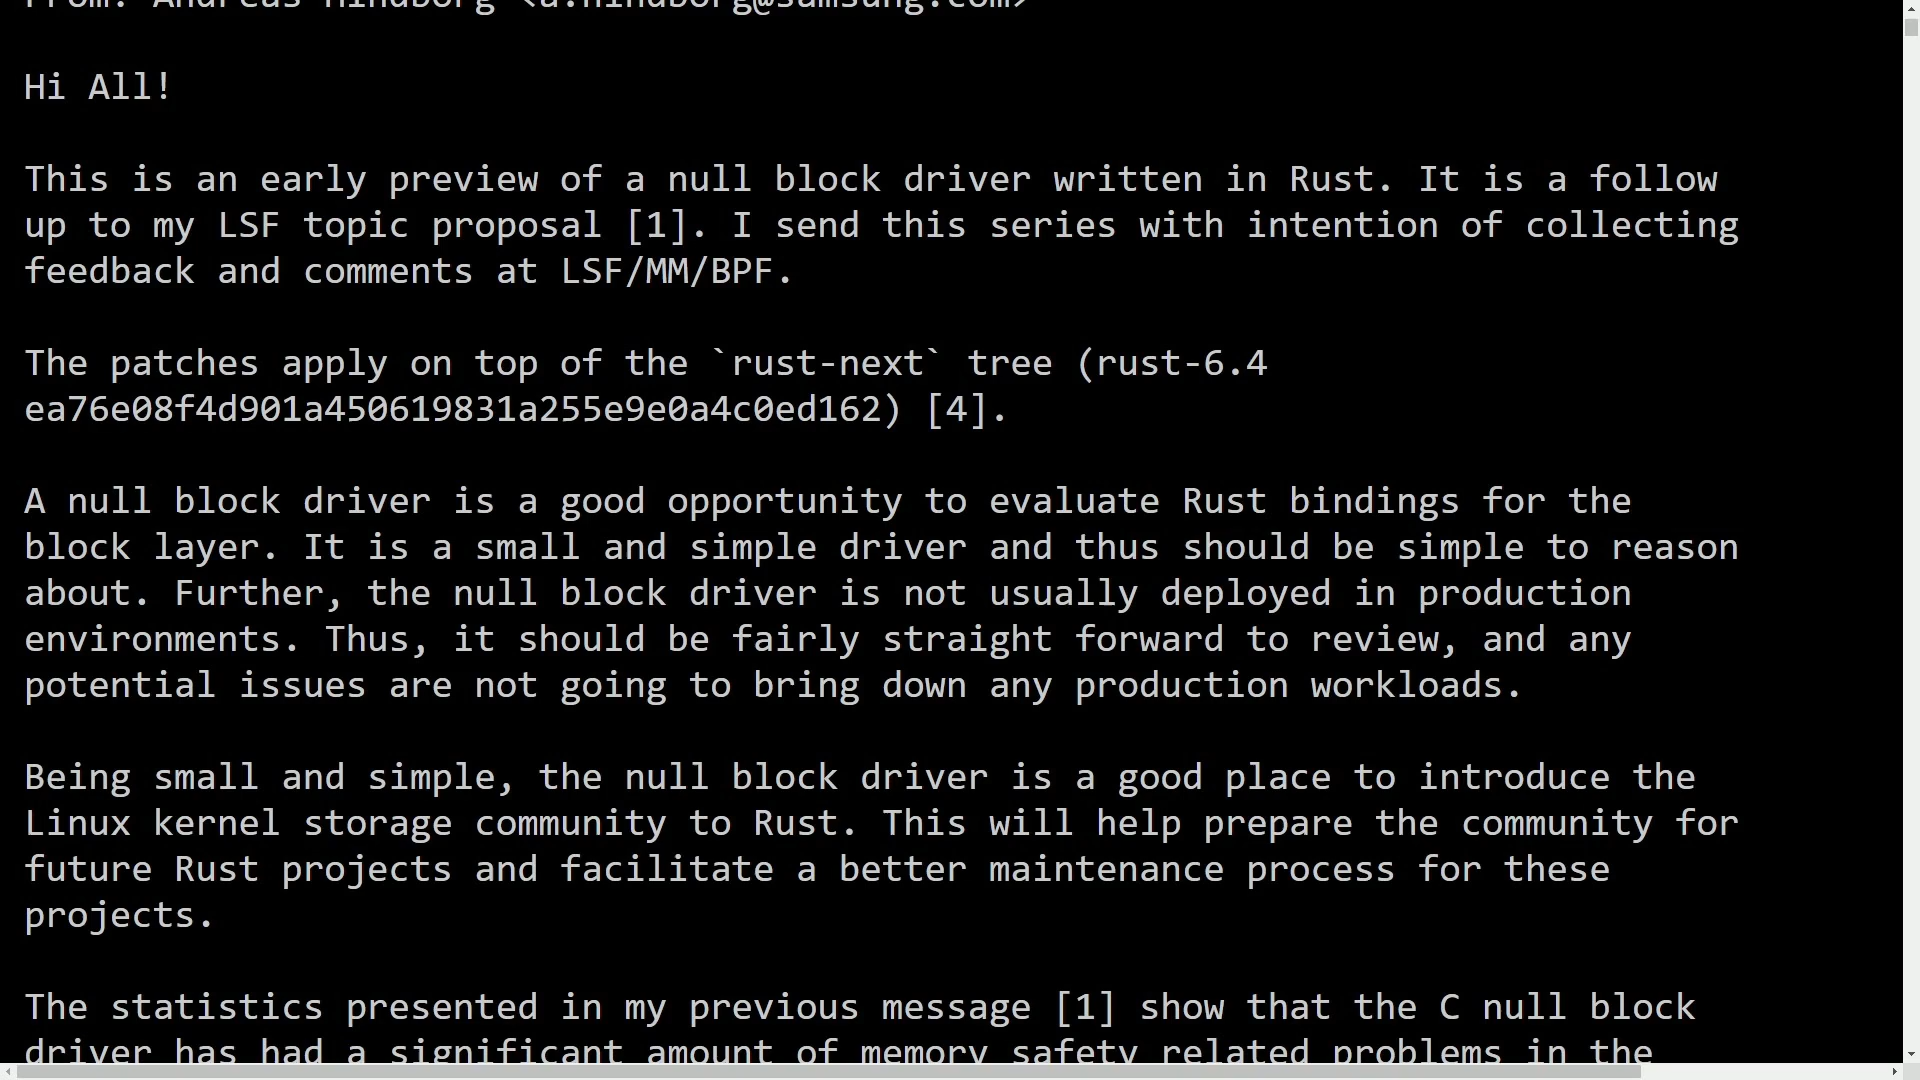 From: Andreas Hindborg <a.hindborg@samsung.com>
Hi All!
This is an early preview of a null block driver written in Rust. It is a follow
up to my LSF topic proposal [1]. I send this series with intention of collecting
feedback and comments at LSF/MM/BPF.
The patches apply on top of the `rust-next` tree (rust-6.4
ea76e08f4d901a450619831a255e9e0a4c0ed162) [4].
A null block driver is a good opportunity to evaluate Rust bindings for the
block layer. It is a small and simple driver and thus should be simple to reason
about. Further, the null block driver is not usually deployed in production
environments. Thus, it should be fairly straight forward to review, and any
potential issues are not going to bring down any production workloads.
Being small and simple, the null block driver is a good place to introduce the
Linux kernel storage community to Rust. This will help prepare the community for
future Rust projects and facilitate a better maintenance process for these
projects.
The statistics presented in my previous message [1] show that the C null block
driver has had a significant amount of memory safety related problems in the